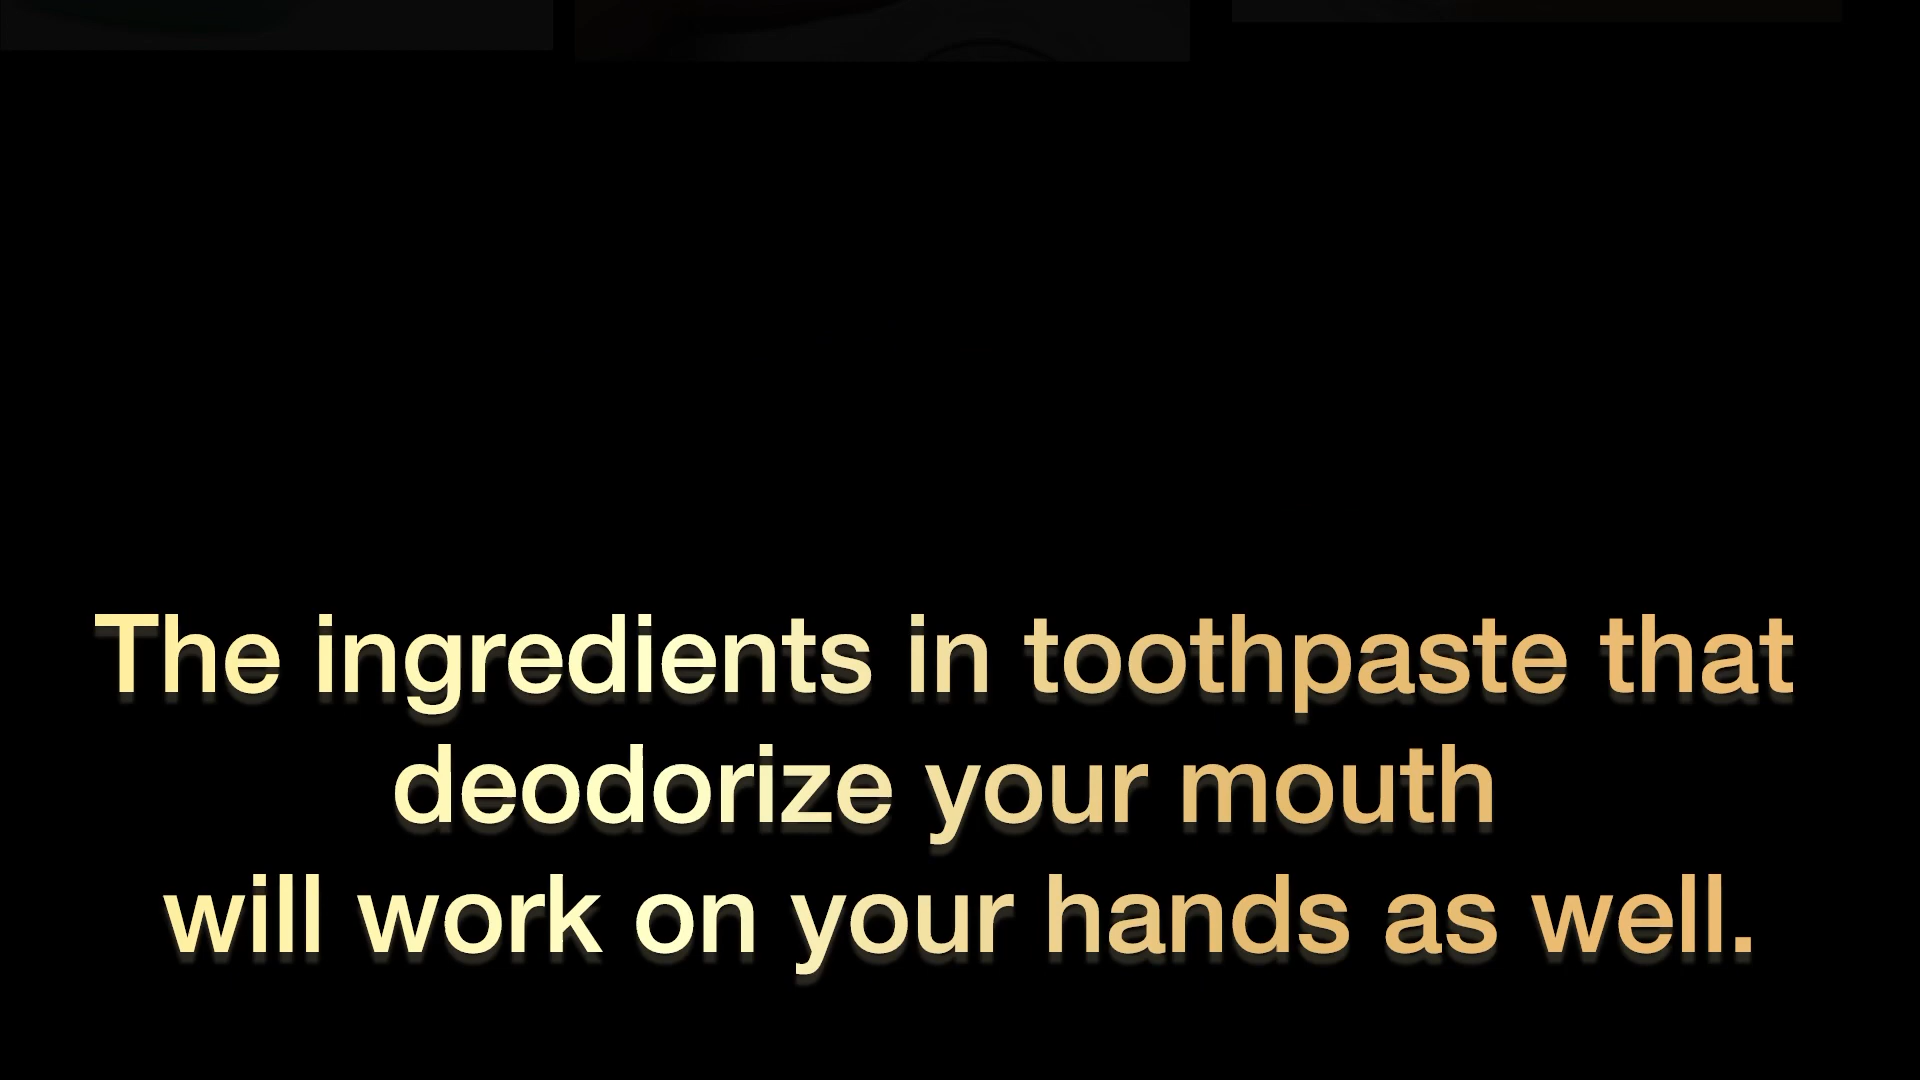 The ingredients in toothpaste that
deodorize your mouth
will work on your hands as well.